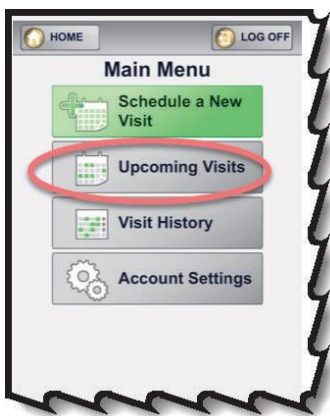 HOME
LOG OFF
Main Menu
Schedule a New
Visit
Upcoming Visits
Visit History
Account Settings